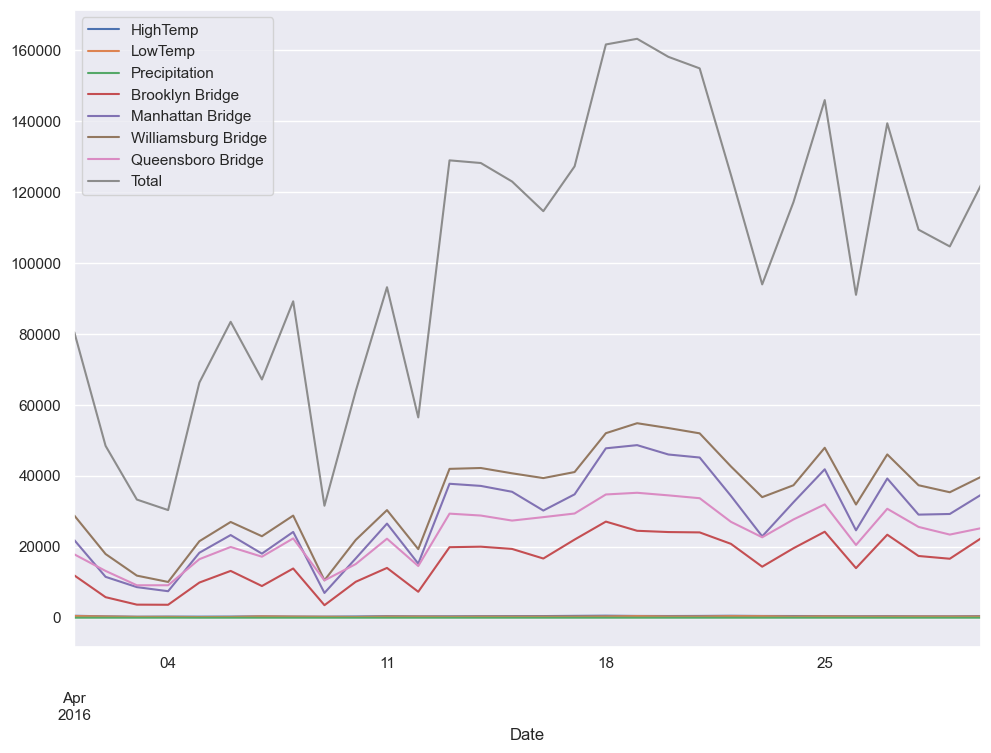 HighTemp
LowTemp
Precipitation
Brooklyn Bridge
Manhattan Bridge
Williamsburg Bridge
Queensboro Bridge
Total
160000
140000
120000
100000
80000
60000
40000
20000
0
04
11
18
25
Apr
2016
Date